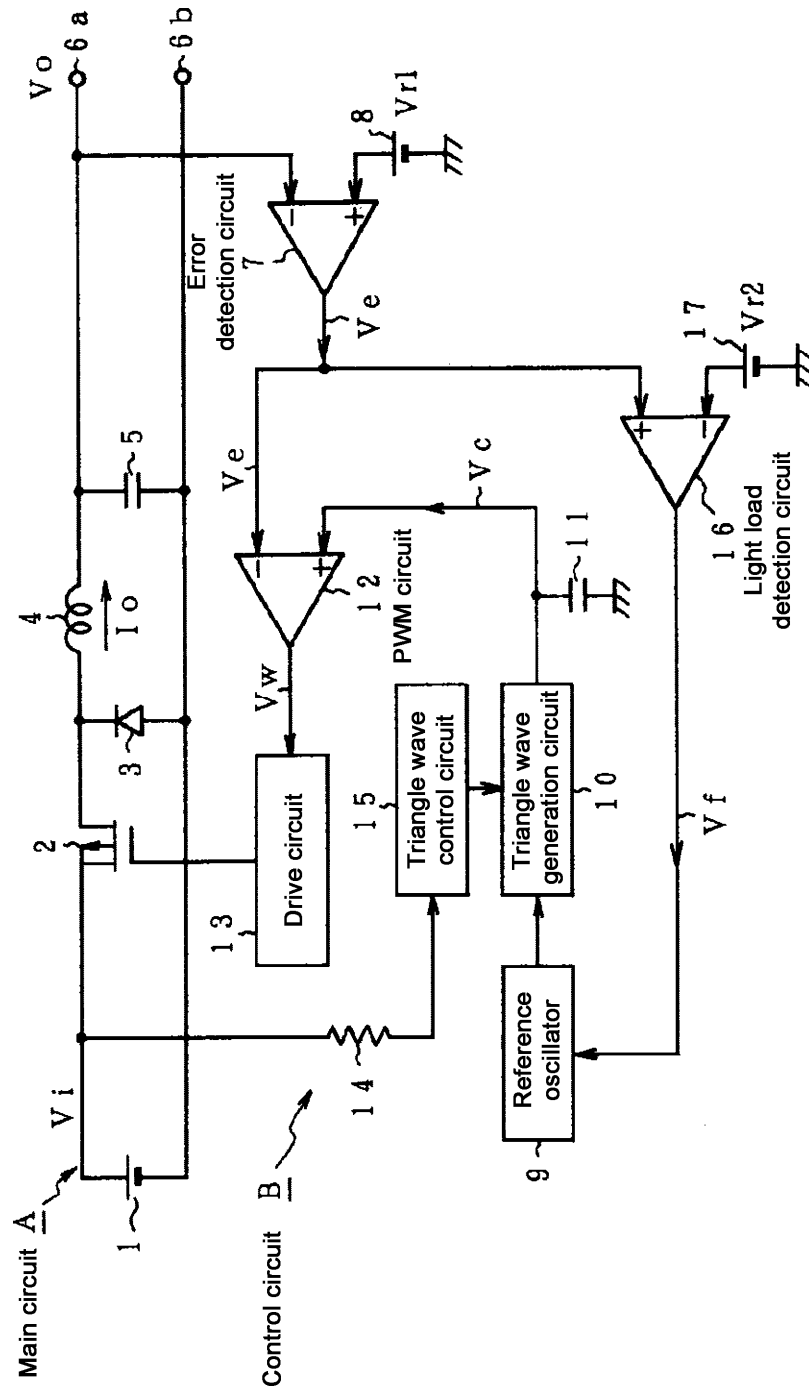 Main circuit A
Vi
2
4
Io
Vo
6a
6b
1
3
5
Error
detection circuit
7
8
Vr1
Ve
Control circuit B
13
Drive circuit
Vw
12
PWM circuit
Ve
Vc
14
15
Triangle wave
control circuit
11
9
Reference
oscillator
Triangle wave
generation circuit
10
16
Light load
detection circuit
17
Vr2
Vf